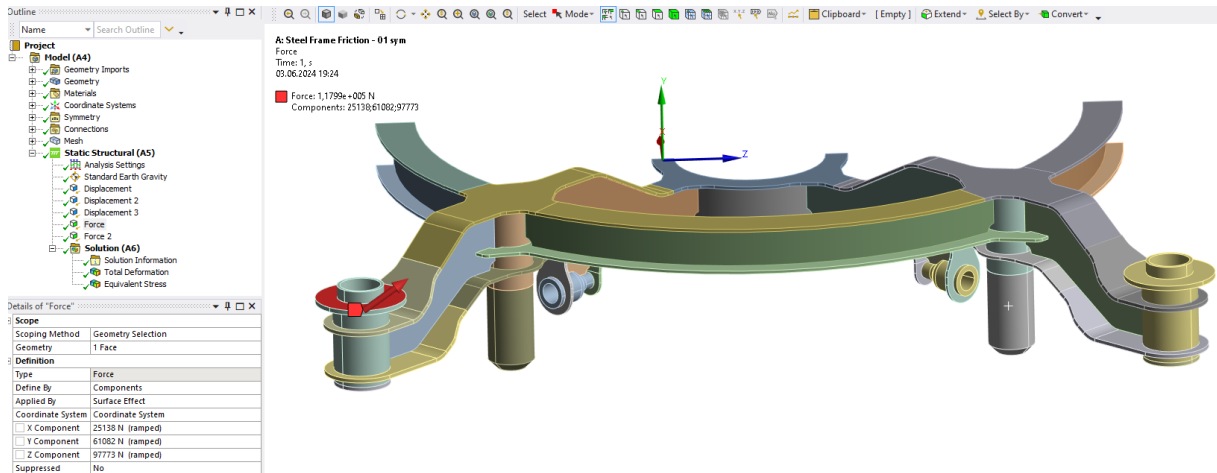 Outline
Name
Search Outline
Project
Model (A4)
Geometry Imports
Geometry
Materials
Coordinate Systems
Symmetry
Connections
Mesh
Static Structural (A5)
Analysis Settings
Standard Earth Gravity
Displacement
Displacement 2
Displacement 3
Force
Force 2
Solution (A6)
Solution Information
Total Deformation
Equivalent Stress
Details of "Force"
Scope
Scoping Method Geometry Selection
Geometry 1 Face
Definition
Type Force
Define By Components
Applied By Surface Effect
Coordinate System Coordinate System
X Component 25138 N (ramped)
Y Component 61082 N (ramped)
Z Component 97773 N (ramped)
Suppressed No
Select Mode Clipboard [ Empty ] Extend Select By Convert
A: Steel Frame Friction - 01 sym
Force
Time: 1, s
03.06.2024 19:24
Force: 1,1799e+005 N
Components: 25138;61082;97773
Y
X
Z